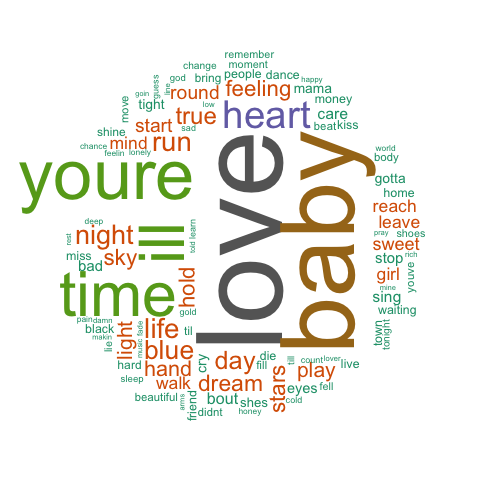 remember
change
moment
god
bring
people
dance
happy
goin
guess
line
round
feeling
mama
money
move
tight
low
true
heart
care
shine
start
sad
beat
kiss
chance
mind
run
feelin
lonely
world
body
youre
love
baby
gotta
home
reach
deep
told
learn
leave
pray
shoes
night
ill
sweet
rest
miss
sky
stop
youve
rich
bad
hold
girl
mine
time
gold
sing
waiting
pain
damn
life
til
town
tonight
black
makin
music
fade
light
lie
blue
cry
day
die
till
count
lover
live
hard
hand
fill
stars
play
sleep
walk
dream
eyes
fell
beautiful
arms
friend
bout
shes
cold
didnt
honey